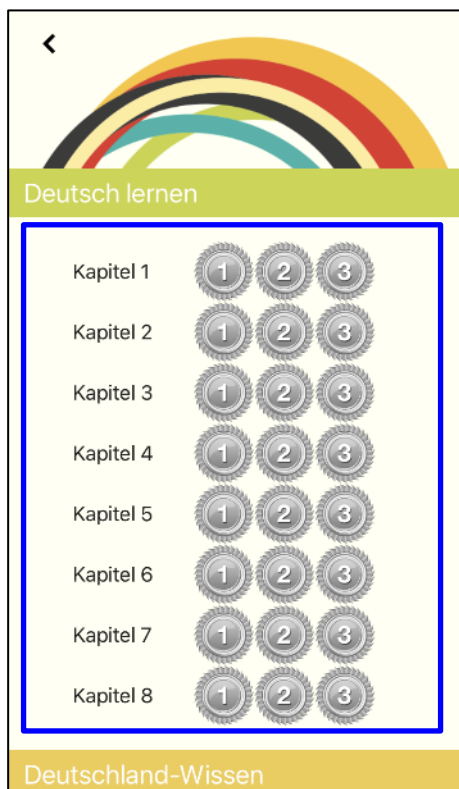 Deutsch lernen
Kapitel 1 1 2 3
Kapitel 2 1 2 3
Kapitel 3 1 2 3
Kapitel 4 1 2 3
Kapitel 5 1 2 3
Kapitel 6 1 2 3
Kapitel 7 1 2 3
Kapitel 8 1 2 3
Deutschland-Wissen